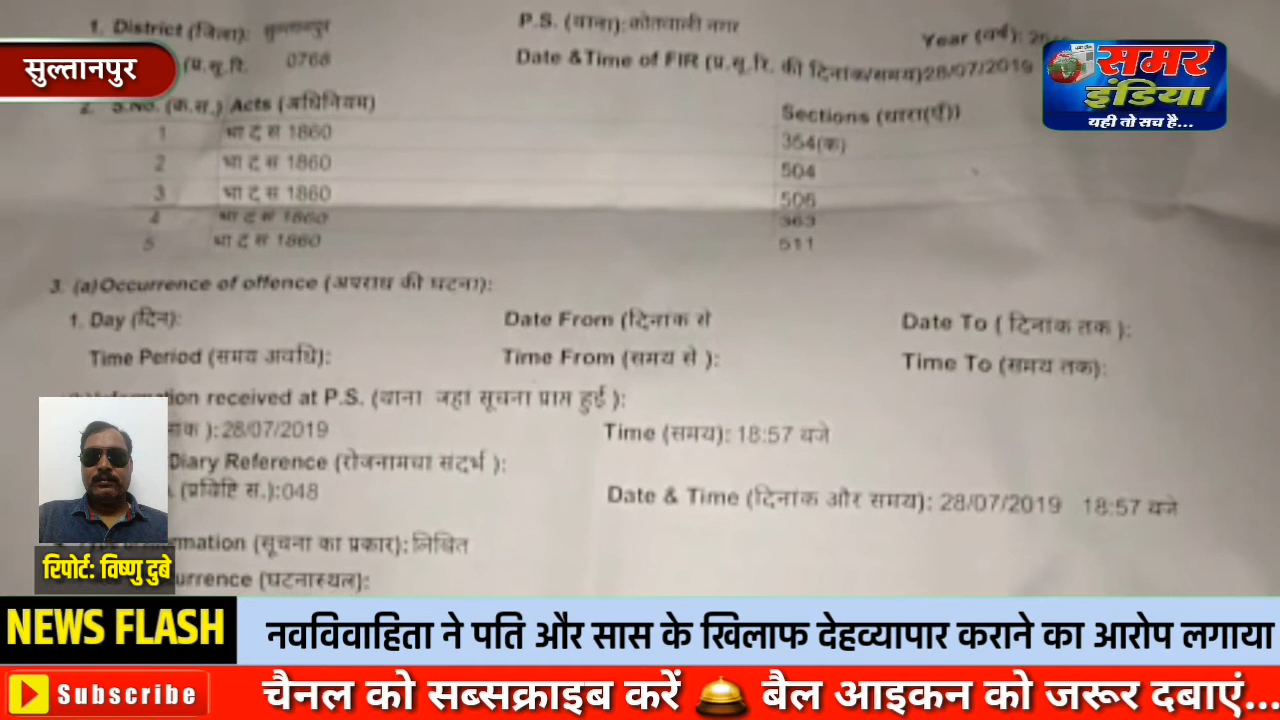 1. District (जिला): सुल्तानपुर P.S. (थाना): कोतवाली नगर Year (वर्ष):
सुल्तानपुर
(प्र.सू.रि. 0768 Date &Time of FIR (प्र.सू.रि. की दिनांक/समय)28/07/2019
समर
इंडिया
यही तो सच है...
2. S.No. (क्र.स.) Acts (अधिनियम) Sections (धारा(एँ))
1 भा द स 1860 354(क)
2 भा द स 1860 504
3 भा द स 1860 506
4 भा द स 1860 363
5 भा द स 1860 511
3. (a)Occurrence of offence (अपराध की घटना):
1. Day (दिन): Date From (दिनांक से Date To ( दिनांक तक ):
Time Period (समय अवधि): Time From (समय से ): Time To (समय तक):
received at P.S. (थाना जहा सूचना प्राप्त हुई ):
): 28/07/2019 Time (समय): 18:57 बजे
Diary Reference (रोजनामचा संदर्भ ):
(प्रविष्टि स.):048 Date & Time (दिनांक और समय): 28/07/2019 18:57 बजे
(सूचना का प्रकार): लिखित
(घटनास्थल):
रिपोर्ट: विष्णु दुबे
NEWS FLASH नवविवाहिता ने पति और सास के खिलाफ देहव्यापार कराने का आरोप लगाया
Subscribe चैनल को सब्सक्राइब करें बैल आइकन को जरूर दबाएं...